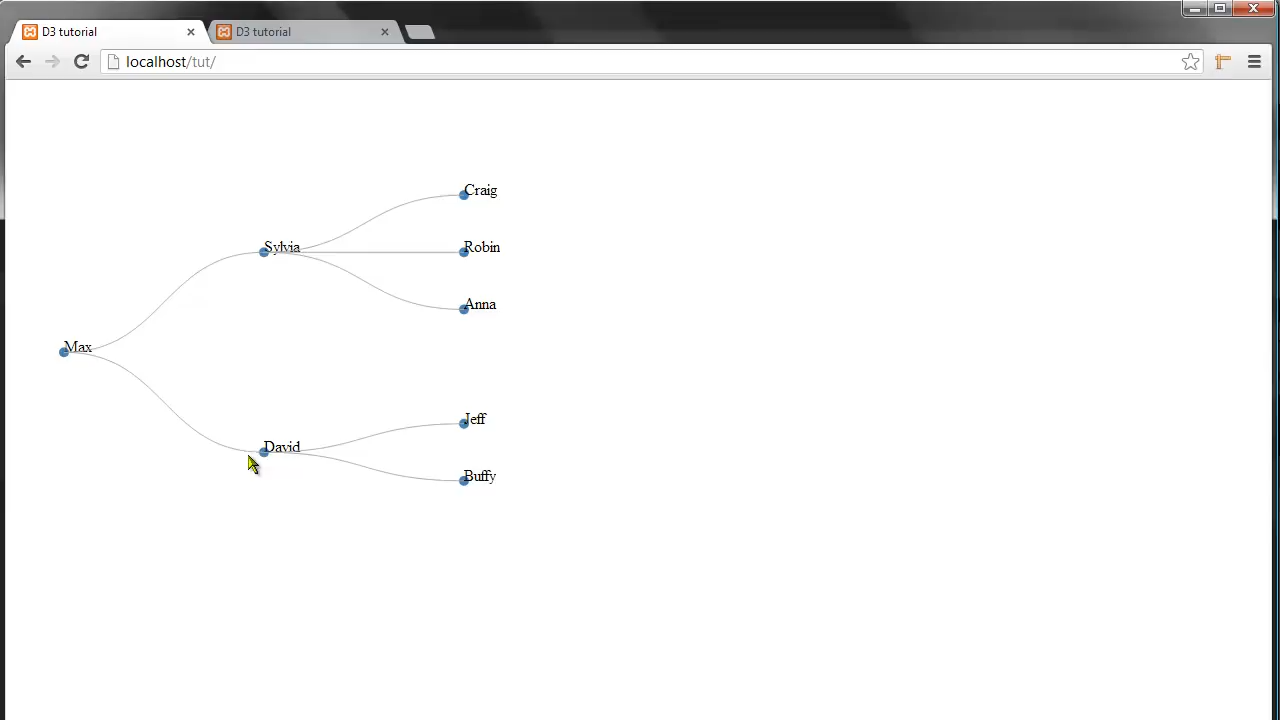 D3 tutorial
D3 tutorial
localhost/tut/
Craig
Sylvia
Robin
Anna
Max
Jeff
David
Buffy